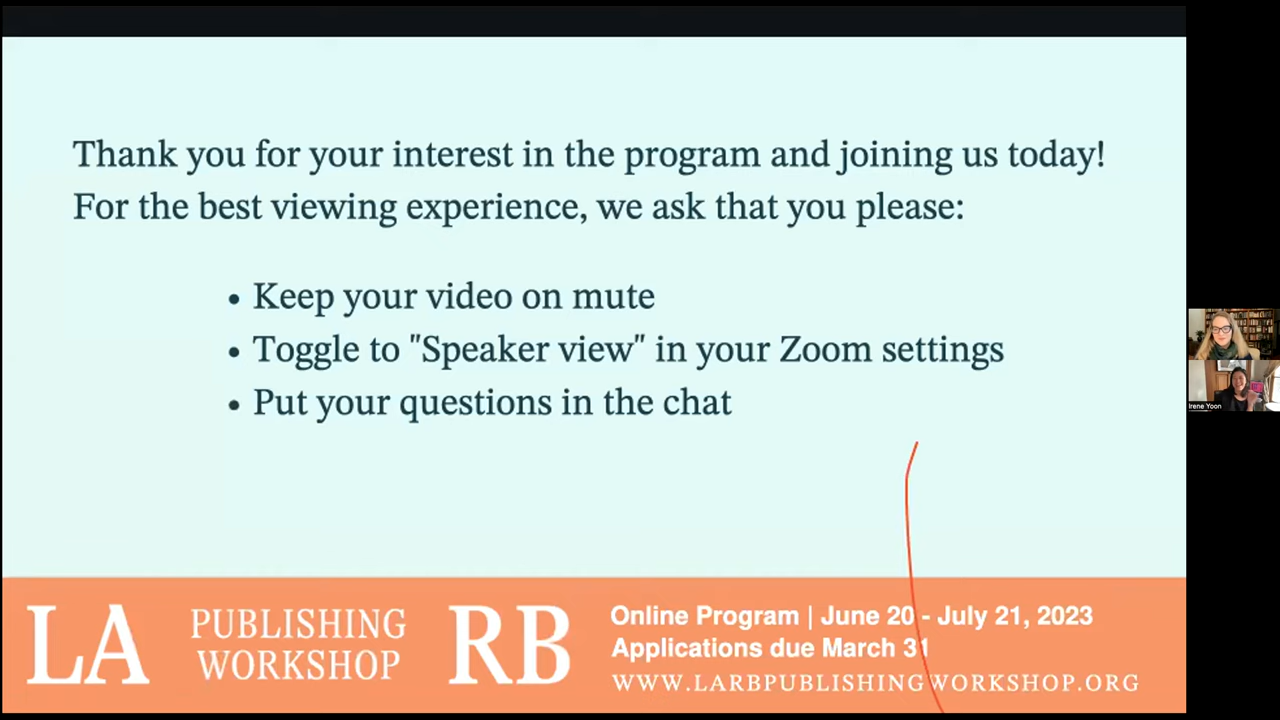 Thank you for your interest in the program and joining us today!
For the best viewing experience, we ask that you please:
• Keep your video on mute
• Toggle to "Speaker view" in your Zoom settings
• Put your questions in the chat
Irene Yoon
LA PUBLISHING WORKSHOP RB
Online Program | June 20 - July 21, 2023
Applications due March 31
WWW.LARBPUBLISHINGWORKSHOP.ORG